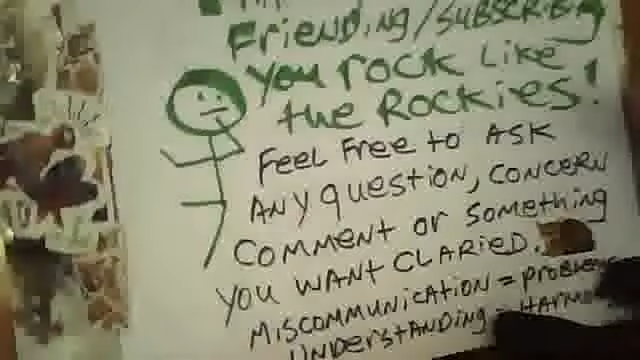 Friending/Subscribing
You rock Like
the Rockies!
Feel Free to ASK
ANY question, concern
comment or something
you want claried.
Miscommunication = problems
Understanding =